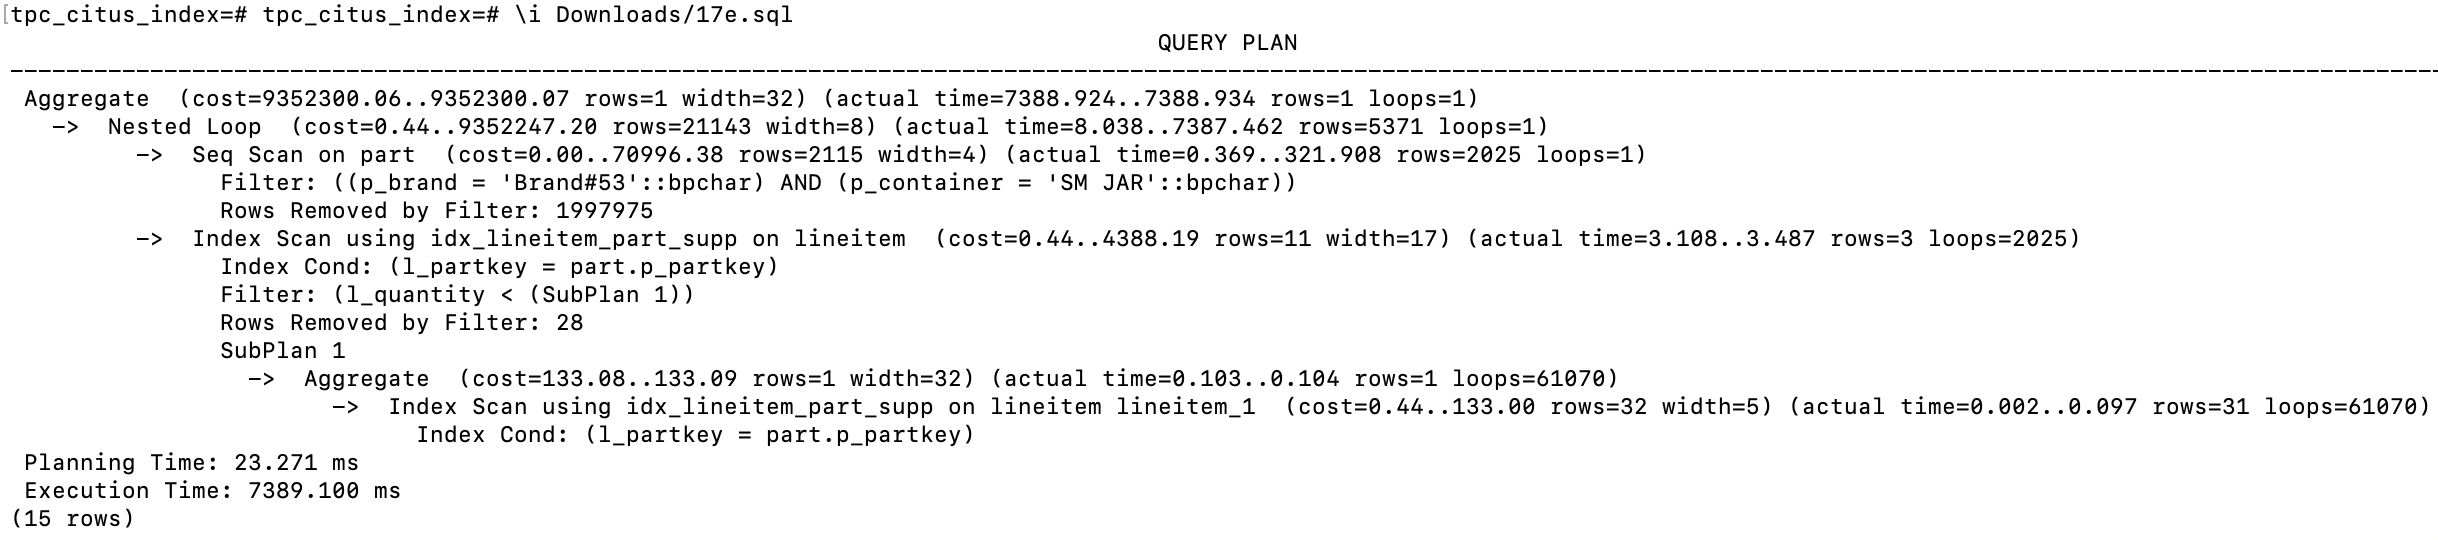 [tpc_citus_index=# tpc_citus_index=# \i Downloads/17e.sql
QUERY PLAN
--------------------------------------------------------------------------------------------------------------------------------------------------------------------------
Aggregate  (cost=9352300.06..9352300.07 rows=1 width=32) (actual time=7388.924..7388.934 rows=1 loops=1)
  ->  Nested Loop  (cost=0.44..9352247.20 rows=21143 width=8) (actual time=8.038..7387.462 rows=5371 loops=1)
        ->  Seq Scan on part  (cost=0.00..70996.38 rows=2115 width=4) (actual time=0.369..321.908 rows=2025 loops=1)
              Filter: ((p_brand = 'Brand#53'::bpchar) AND (p_container = 'SM JAR'::bpchar))
              Rows Removed by Filter: 1997975
        ->  Index Scan using idx_lineitem_part_supp on lineitem  (cost=0.44..4388.19 rows=11 width=17) (actual time=3.108..3.487 rows=3 loops=2025)
              Index Cond: (l_partkey = part.p_partkey)
              Filter: (l_quantity < (SubPlan 1))
              Rows Removed by Filter: 28
              SubPlan 1
                ->  Aggregate  (cost=133.08..133.09 rows=1 width=32) (actual time=0.103..0.104 rows=1 loops=61070)
                      ->  Index Scan using idx_lineitem_part_supp on lineitem lineitem_1  (cost=0.44..133.00 rows=32 width=5) (actual time=0.002..0.097 rows=31 loops=61070)
                            Index Cond: (l_partkey = part.p_partkey)
Planning Time: 23.271 ms
Execution Time: 7389.100 ms
(15 rows)